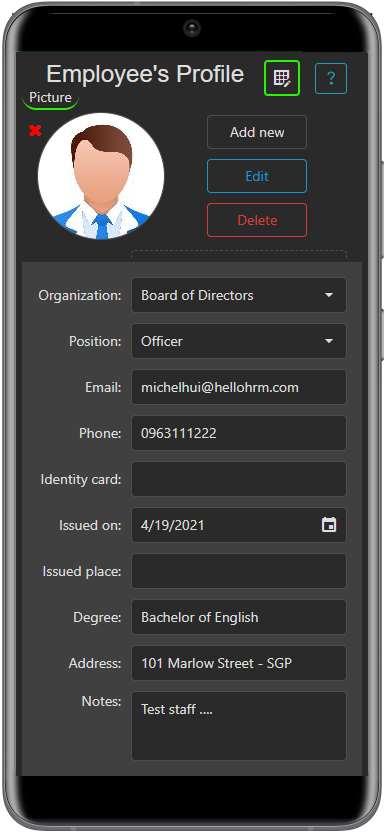 Employee's Profile ?
Picture
Add new
Edit
Delete
Organization: Board of Directors
Position: Officer
Email: michelhui@hellohrm.com
Phone: 0963111222
Identity card:
Issued on: 4/19/2021
Issued place:
Degree: Bachelor of English
Address: 101 Marlow Street - SGP
Notes: Test staff ....